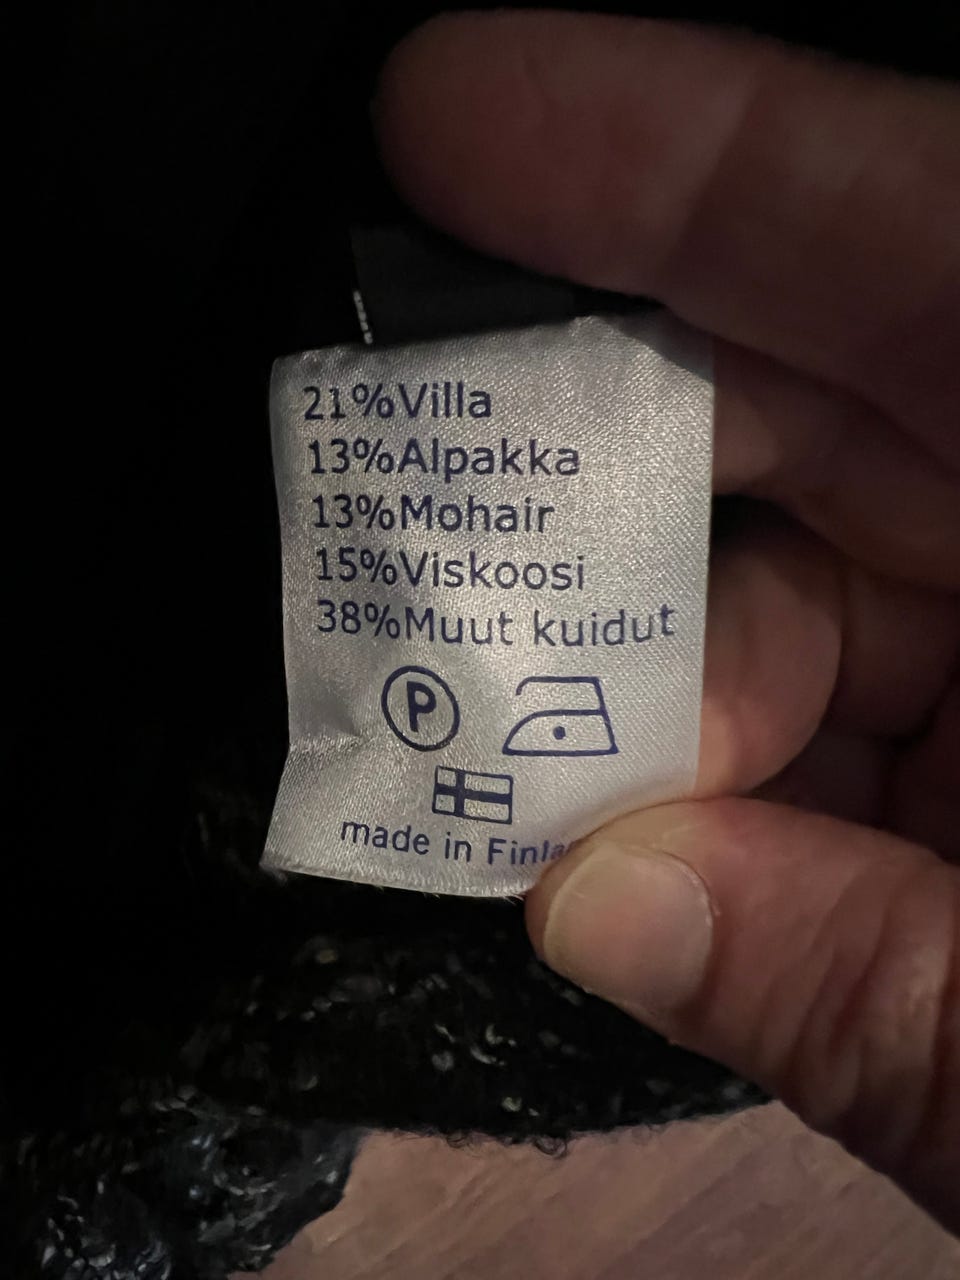 21%Villa
13%Alpakka
13%Mohair
15%Viskoosi
38%Muut kuidut
P
made in